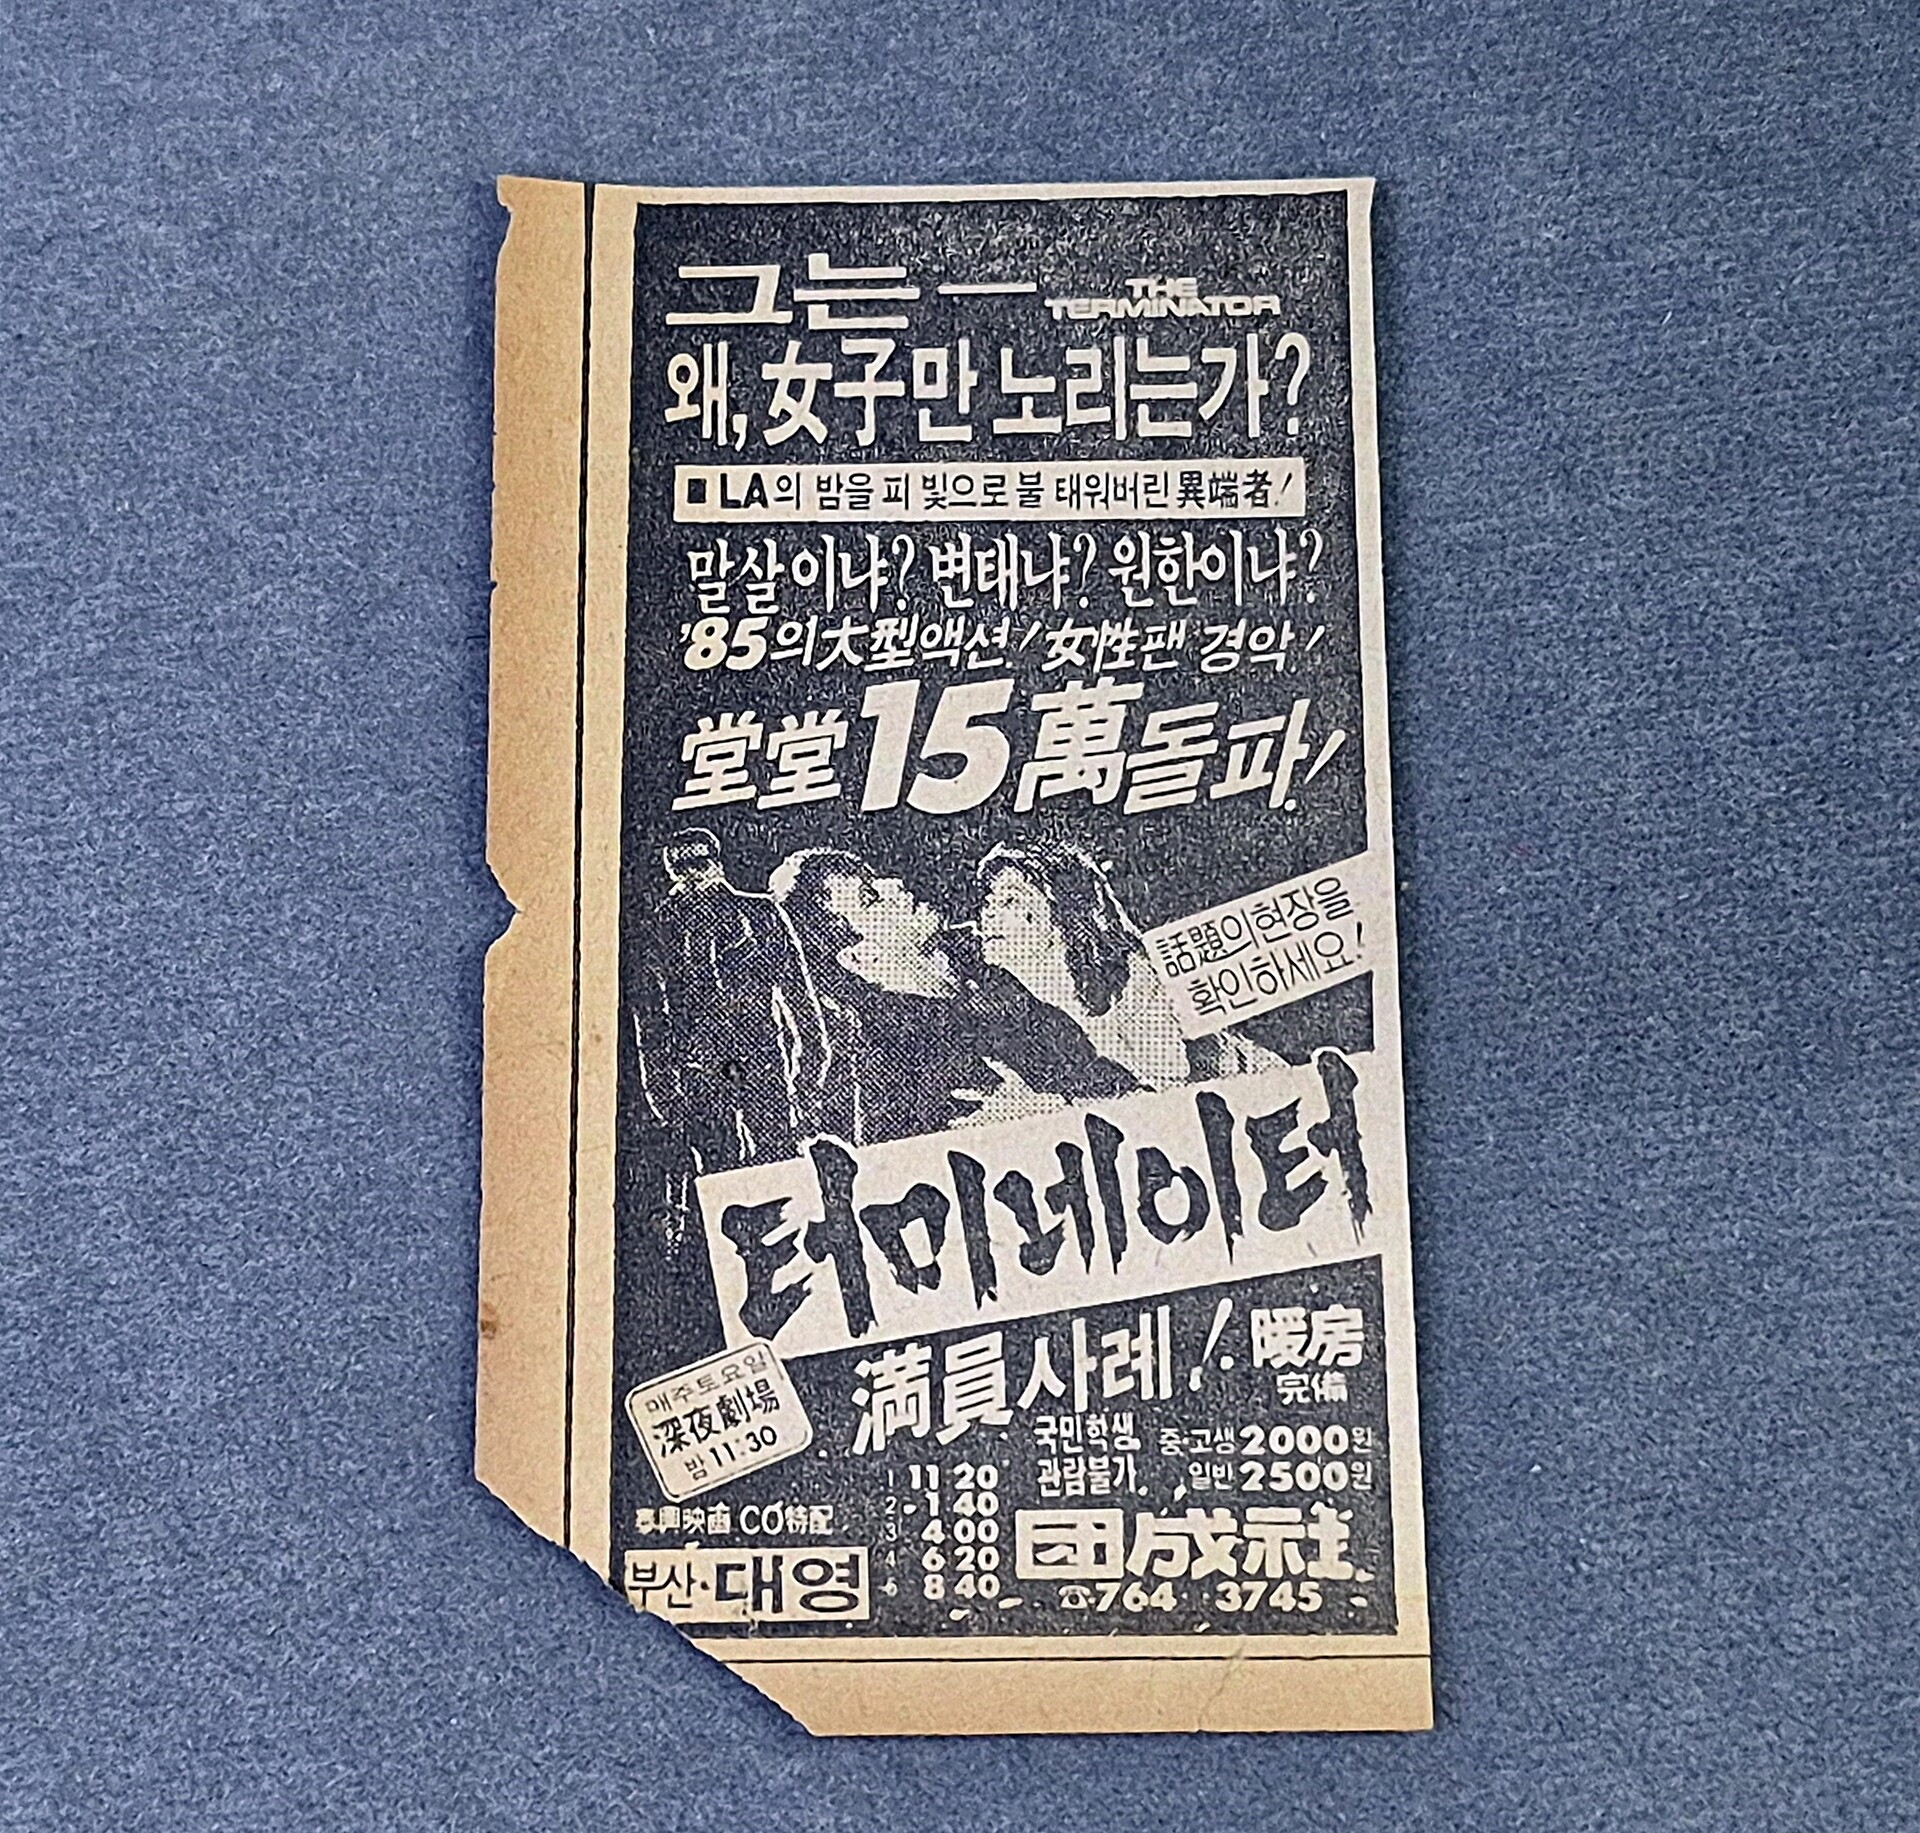 그는—
THE
TERMINATOR
왜, 女子만 노리는가?
■ LA의 밤을 피 빛으로 불 태워버린 異端者!
말살이냐? 변태냐? 원한이냐?
'85의 大型액션! 女性팬 경악!
堂堂 15萬돌파!
話題의현장을
확인하세요!
터미네이터
満員사례!
暖房
完備
매주토요일
深夜劇場
밤 11:30
국민학생
관람불가.
중·고생 2000원
일반 2500원
1 11 20
2 1 40
3 4 00
4 6 20
8 40
映画 CO特配
부산·대영
団成社
☎764 3745